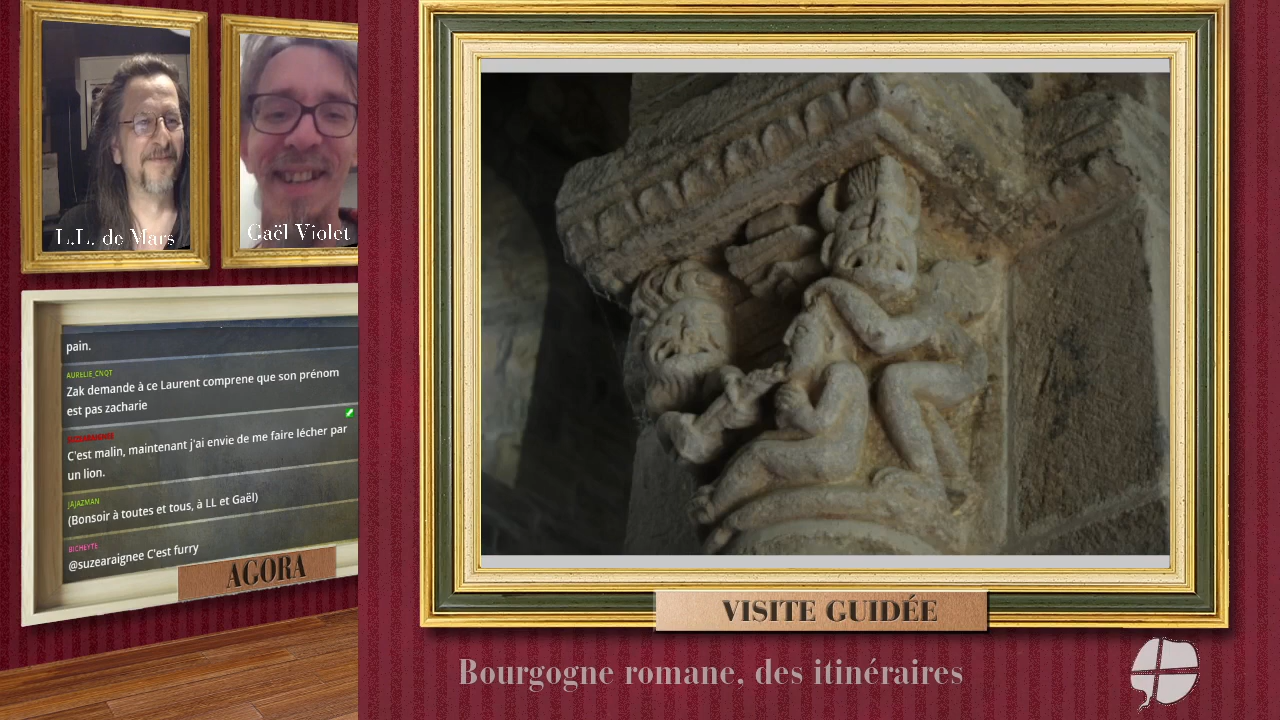 L.L. de Mars
Gaël Violet
pain.
AURELIE_CNQT
Zak demande à ce Laurent comprene que son prénom
est pas zacharie
SUZEARAIGNEE
C'est malin, maintenant j'ai envie de me faire lécher par
un lion.
JAJAZMAN
(Bonsoir à toutes et tous, à LL et Gaël)
BICHEYTE
@suzearaignee C'est furry
AGORA
VISITE GUIDÉE
Bourgogne romane, des itinéraires